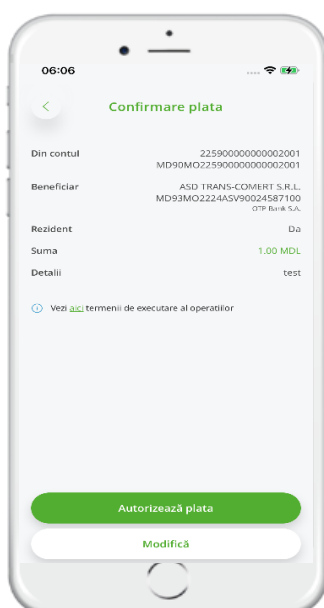 06:06
Confirmare plata
Din contul
225900000000002001
MD90MO225900000000002001
Beneficiar
ASD TRANS-COMERT S.R.L.
MD93MO2224ASV90024587100
OTP Bank S.A.
Rezident
Da
Suma
1.00 MDL
Detalii
test
Vezi aici termenii de executare al operatiilor
Autorizează plata
Modifică